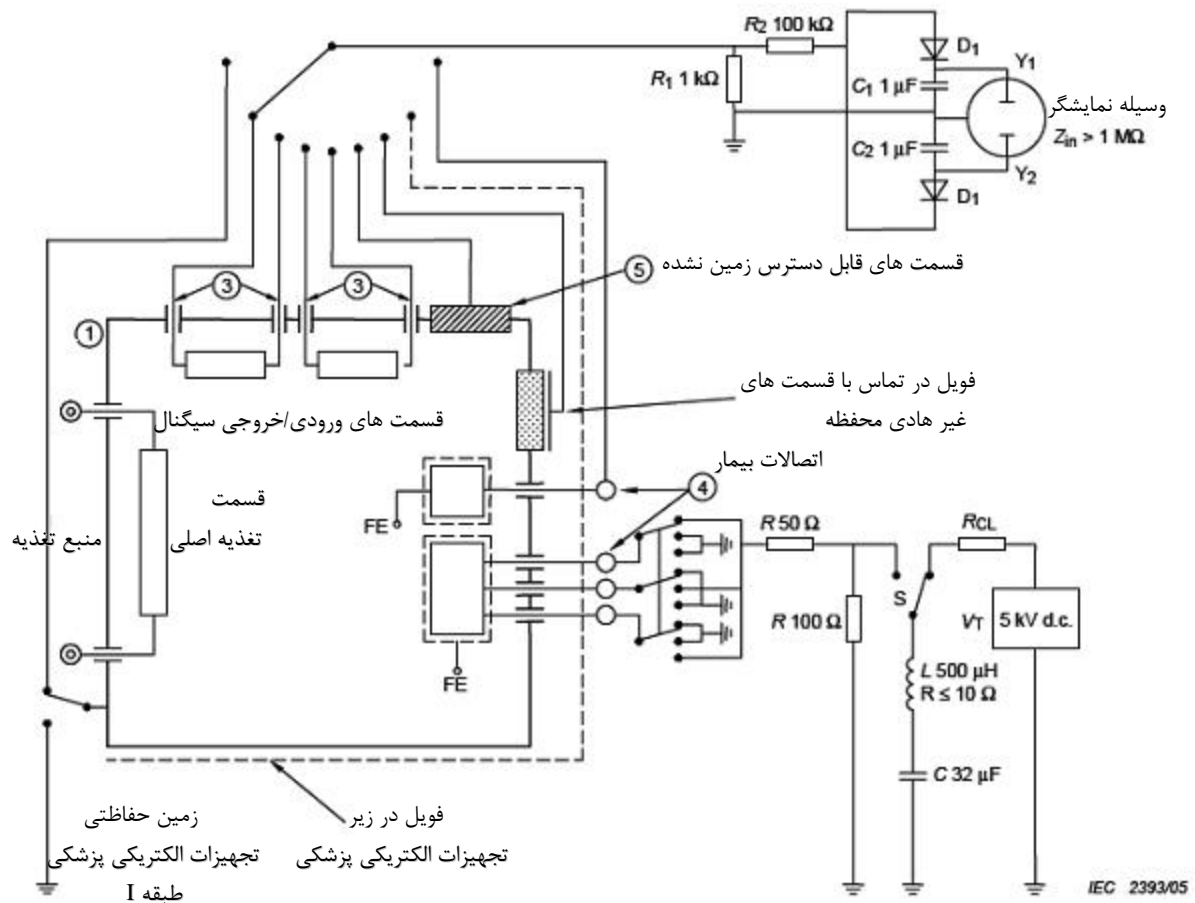 R2 100 kΩ
D1
Y1
R1 1 kΩ
C1 1 µF
وسیله نمایشگر
Zin > 1 MΩ
C2 1 µF
Y2
D1
5
قسمت های قابل دسترس زمین نشده
3
3
1
فویل در تماس با قسمت های
غیر هادی محفظه
قسمت های ورودی/خروجی سیگنال
اتصالات بیمار
4
قسمت
تغذیه اصلی
منبع تغذیه
FE
R 50 Ω
RCL
S
R 100 Ω
VT
5 kV d.c.
L 500 µH
R ≤ 10 Ω
FE
C 32 µF
فویل در زیر
تجهیزات الکتریکی پزشکی
زمین حفاظتی
تجهیزات الکتریکی پزشکی
طبقه I
IEC 2393/05